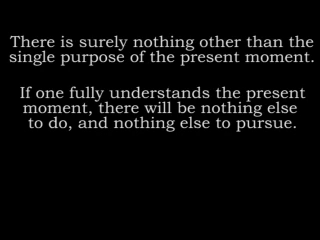 There is surely nothing other than the
single purpose of the present moment.
If one fully understands the present
moment, there will be nothing else
to do, and nothing else to pursue.